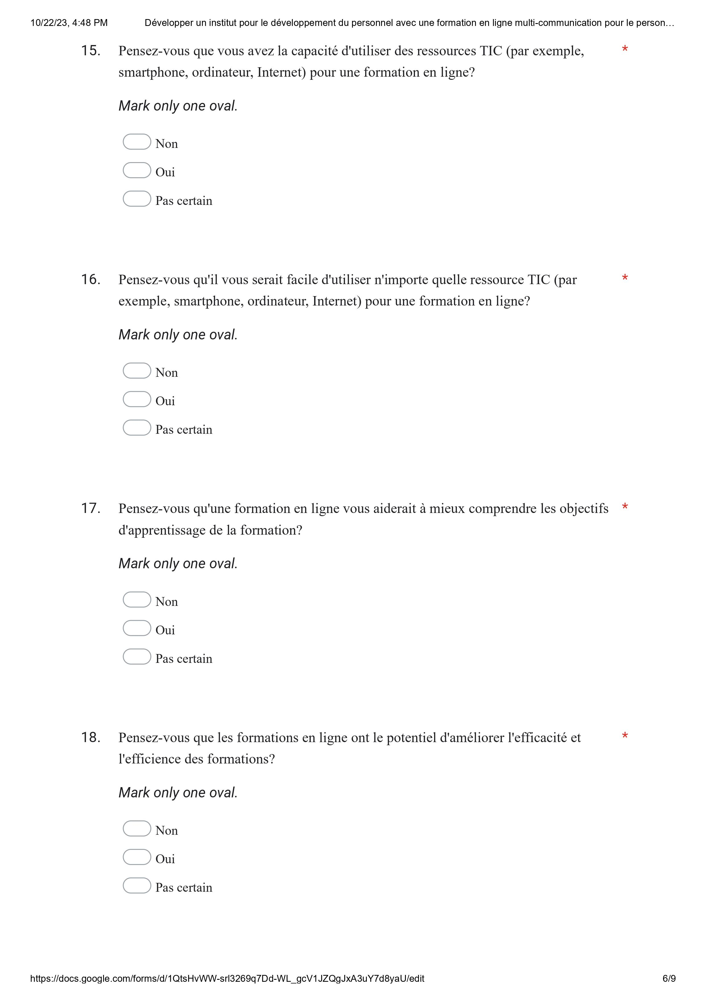 10/22/23, 4:48 PM Développer un institut pour le développement du personnel avec une formation en ligne multi-communication pour le person…
15. Pensez-vous que vous avez la capacité d'utiliser des ressources TIC (par exemple, *
smartphone, ordinateur, Internet) pour une formation en ligne?
Mark only one oval.
Non
Oui
Pas certain
16. Pensez-vous qu'il vous serait facile d'utiliser n'importe quelle ressource TIC (par *
exemple, smartphone, ordinateur, Internet) pour une formation en ligne?
Mark only one oval.
Non
Oui
Pas certain
17. Pensez-vous qu'une formation en ligne vous aiderait à mieux comprendre les objectifs *
d'apprentissage de la formation?
Mark only one oval.
Non
Oui
Pas certain
18. Pensez-vous que les formations en ligne ont le potentiel d'améliorer l'efficacité et *
l'efficience des formations?
Mark only one oval.
Non
Oui
Pas certain
https://docs.google.com/forms/d/1QtsHvWW-srl3269q7Dd-WL_gcV1JZQgJxA3uY7d8yaU/edit 6/9